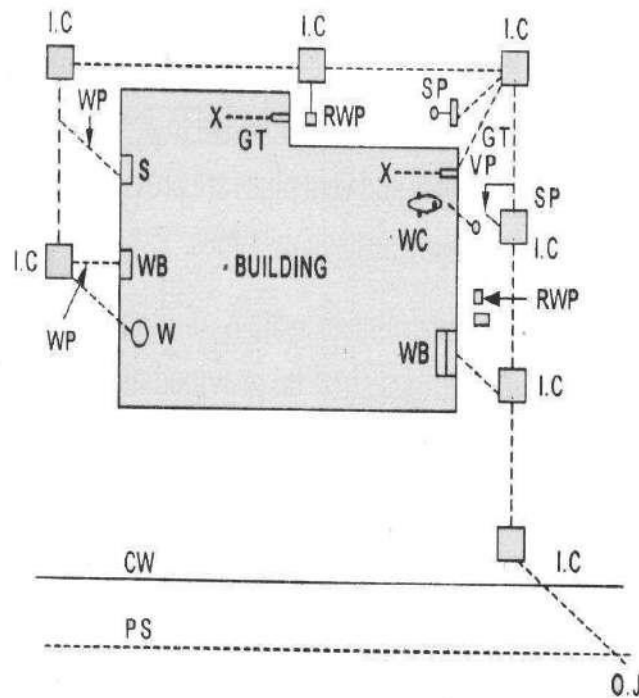 I.C
I.C
I.C
WP
SP
X
GT
RWP
GT
X
VP
S
SP
WC
I.C
I.C
WB
BUILDING
RWP
WP
W
WB
I.C
I.C
CW
PS
O.J